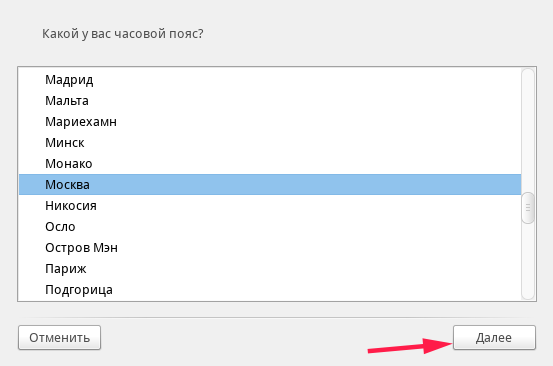 Какой у вас часовой пояс?
Мадрид
Мальта
Мариехамн
Минск
Монако
Москва
Никосия
Осло
Остров Мэн
Париж
Подгорица
Отменить
Далее